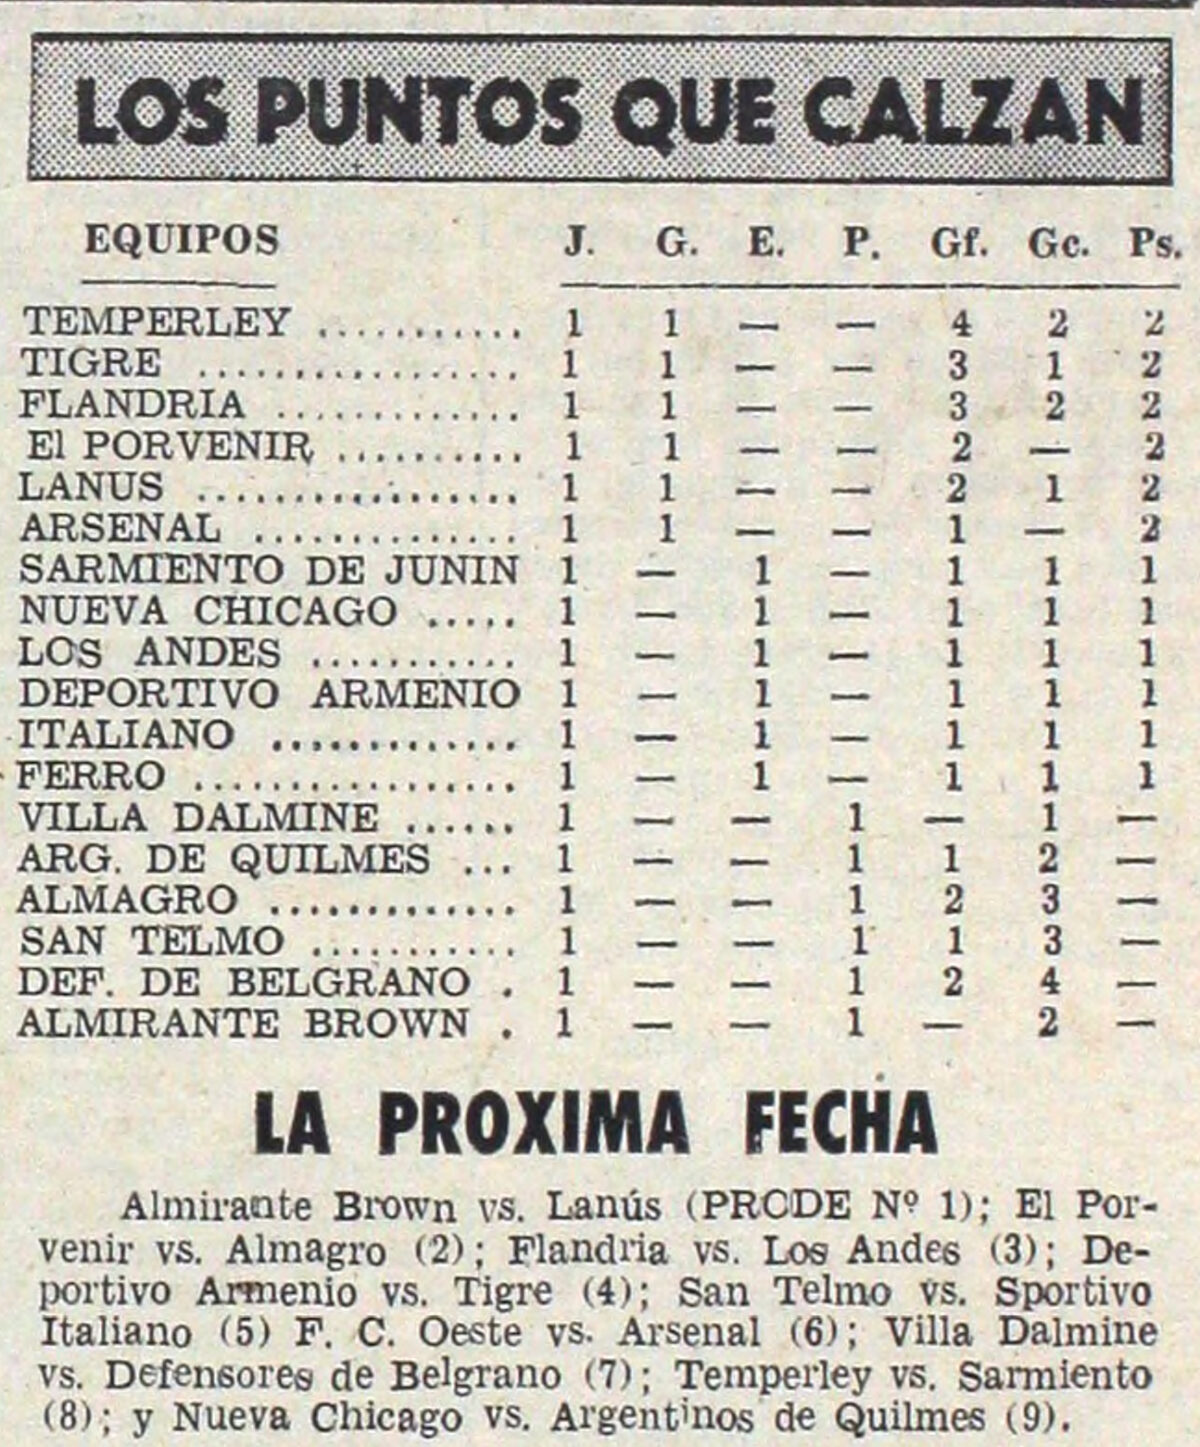 LOS PUNTOS QUE CALZAN
EQUIPOS J. G. E. P. Gf. Gc. Ps.
TEMPERLEY ........... 1 1 — — 4 2 2
TIGRE ................. 1 1 — — 3 1 2
FLANDRIA ............. 1 1 — — 3 2 2
El PORVENIR .......... 1 1 — — 2 — 2
LANUS ................. 1 1 — — 2 1 2
ARSENAL .............. 1 1 — — 1 — 2
SARMIENTO DE JUNIN 1 — 1 — 1 1 1
NUEVA CHICAGO ..... 1 — 1 — 1 1 1
LOS ANDES ........... 1 — 1 — 1 1 1
DEPORTIVO ARMENIO 1 — 1 — 1 1 1
ITALIANO ............. 1 — 1 — 1 1 1
FERRO ................. 1 — 1 — 1 1 1
VILLA DALMINE ...... 1 — — 1 — 1 —
ARG. DE QUILMES ... 1 — — 1 1 2 —
ALMAGRO ............. 1 — — 1 2 3 —
SAN TELMO ........... 1 — — 1 1 3 —
DEF. DE BELGRANO . 1 — — 1 2 4 —
ALMIRANTE BROWN . 1 — — 1 — 2 —
LA PROXIMA FECHA
Almirante Brown vs. Lanús (PRODE Nº 1); El Por-
venir vs. Almagro (2); Flandria vs. Los Andes (3); De-
portivo Armenio vs. Tigre (4); San Telmo vs. Sportivo
Italiano (5) F. C. Oeste vs. Arsenal (6); Villa Dalmine
vs. Defensores de Belgrano (7); Temperley vs. Sarmiento
(8); y Nueva Chicago vs. Argentinos de Quilmes (9).